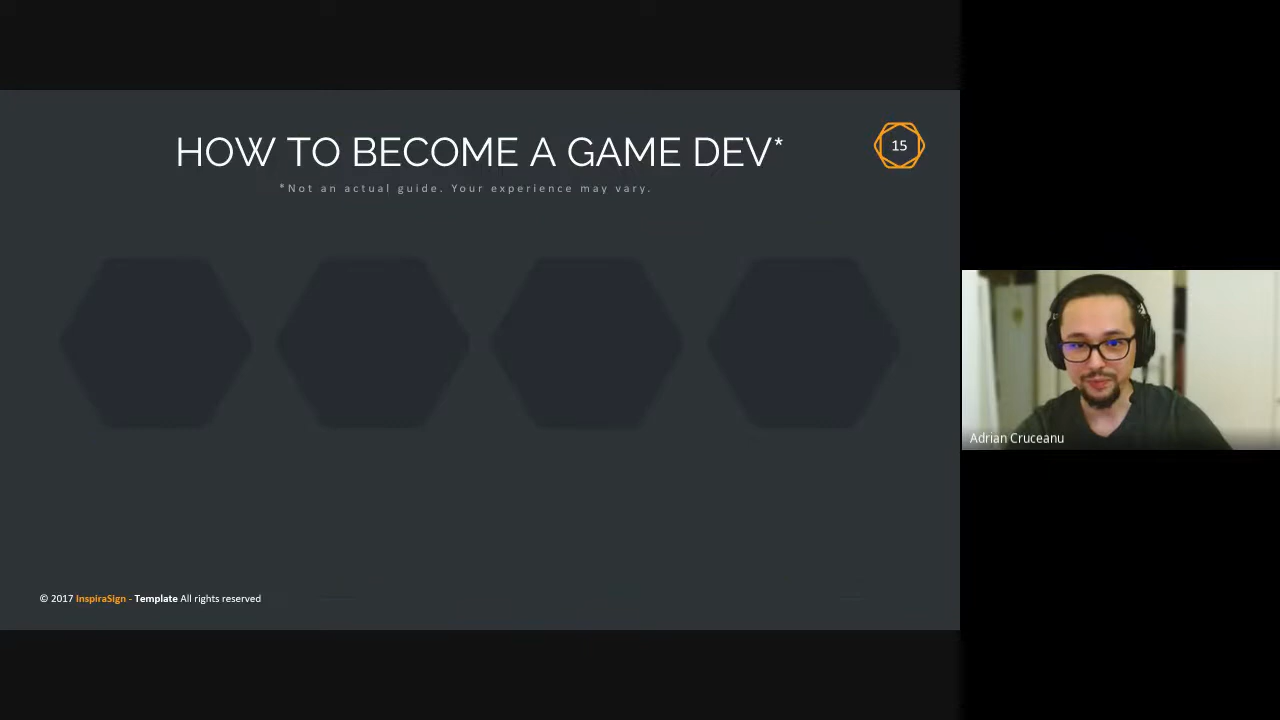 HOW TO BECOME A GAME DEV*
15
*Not an actual guide. Your experience may vary.
Adrian Cruceanu
© 2017 InspiraSign - Template All rights reserved